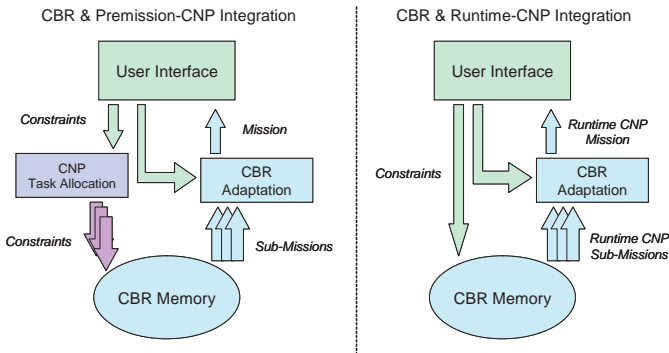 CBR & Premission-CNP Integration
User Interface
Constraints
Mission
CNP
Task Allocation
CBR
Adaptation
Constraints
Sub-Missions
CBR Memory
CBR & Runtime-CNP Integration
User Interface
Runtime CNP
Mission
Constraints
CBR
Adaptation
Runtime CNP
Sub-Missions
CBR Memory